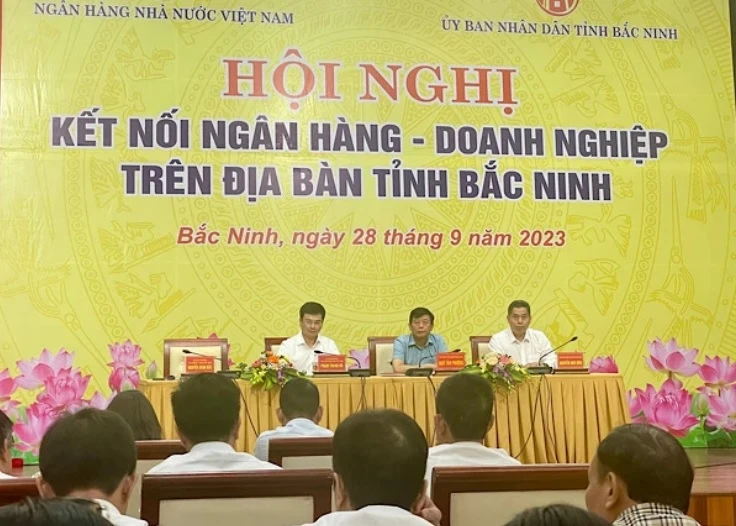 NGÂN HÀNG NHÀ NƯỚC VIỆT NAM
ỦY BAN NHÂN DÂN TỈNH BẮC NINH
HỘI NGHỊ
KẾT NỐI NGÂN HÀNG - DOANH NGHIỆP
TRÊN ĐỊA BÀN TỈNH BẮC NINH
Bắc Ninh, ngày 28 tháng 9 năm 2023